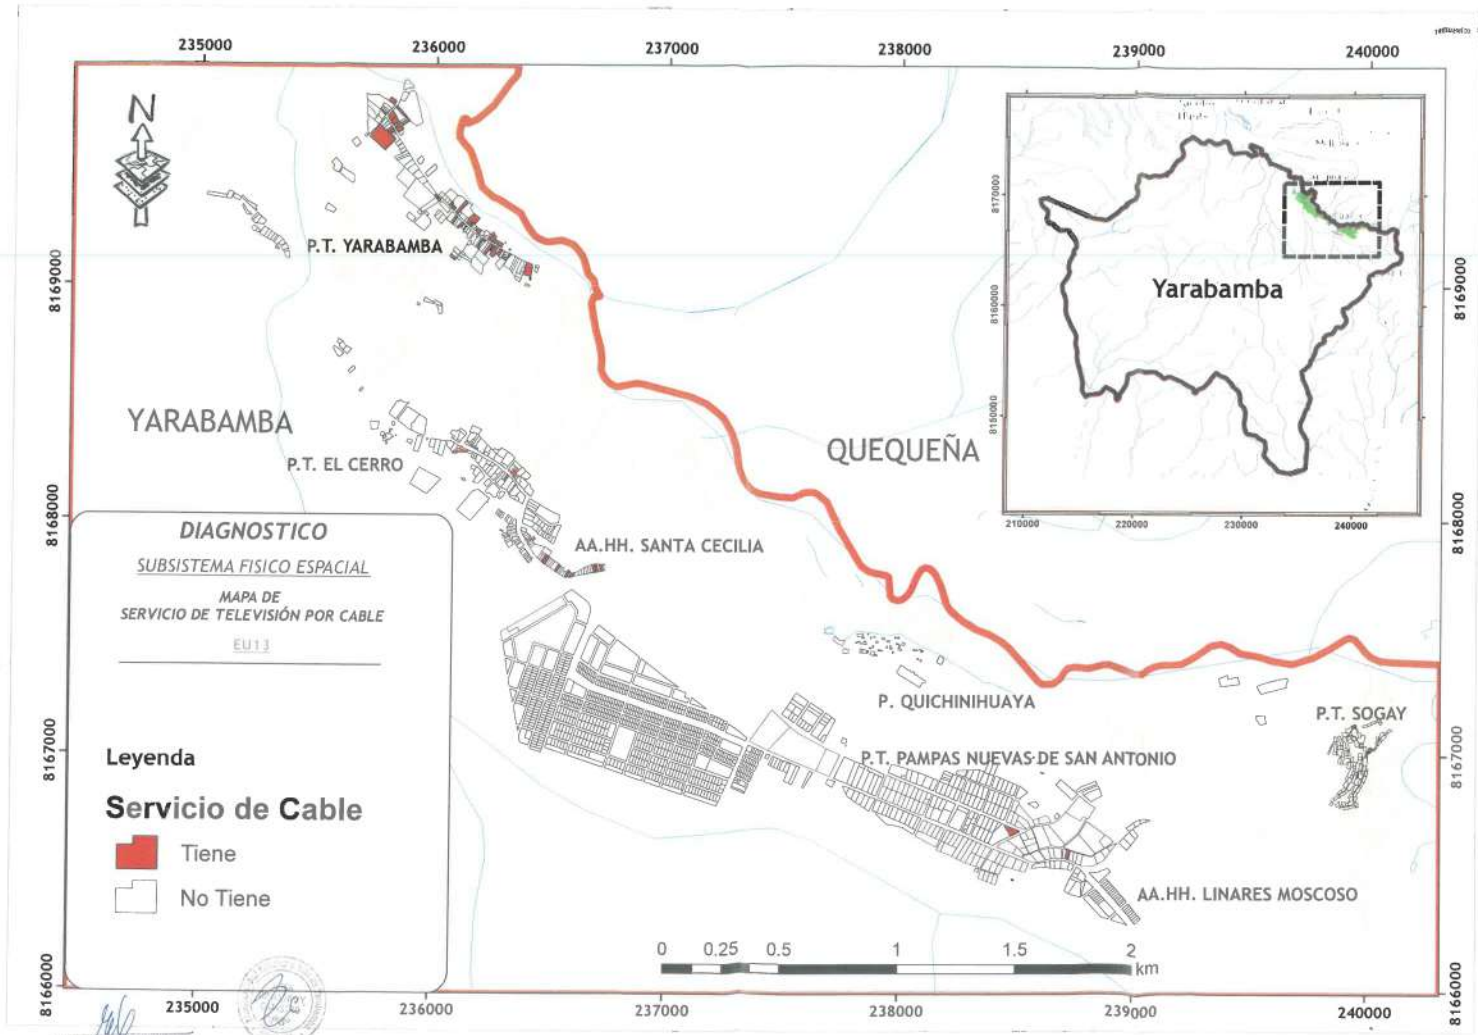 235000
236000
237000
238000
239000
240000
N
8170000
8160000
8150000
Yarabamba
210000
220000
230000
240000
8169000
8169000
P.T. YARABAMBA
YARABAMBA
QUEQUEÑA
P.T. EL CERRO
8168000
8168000
AA.HH. SANTA CECILIA
DIAGNOSTICO
SUBSISTEMA FISICO ESPACIAL
MAPA DE
SERVICIO DE TELEVISIÓN POR CABLE
EU13
P. QUICHINIHUAYA
P.T. SOGAY
8167000
8167000
P.T. PAMPAS NUEVAS DE SAN ANTONIO
Leyenda
Servicio de Cable
Tiene
No Tiene
AA.HH. LINARES MOSCOSO
0 0.25 0.5 1 1.5 2
km
8166000
8166000
235000
236000
237000
238000
239000
240000